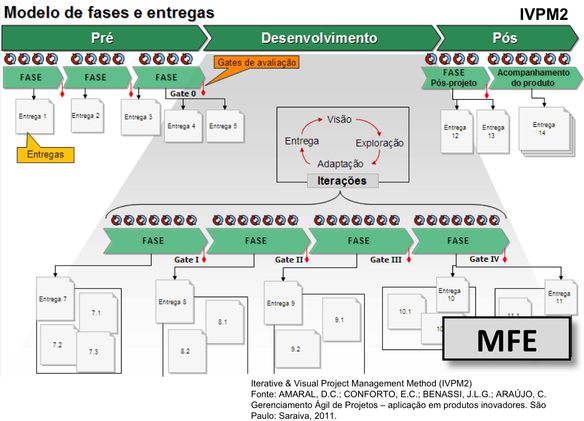 Modelo de fases e entregas
IVPM2
Pré
Desenvolvimento
Pós
Gates de avaliação
FASE
FASE
FASE
FASE
Pós-projeto
Acompanhamento
do produto
Gate 0
Entrega 1
Entrega 2
Entrega 3
Entrega 4
Entrega 5
Entrega
12
Entrega
13
Entrega
14
Entregas
Visão
Entrega
Exploração
Adaptação
Iterações
FASE
FASE
FASE
FASE
Gate I
Gate II
Gate III
Gate IV
Entrega 7
7.1
7.2
7.3
Entrega 8
8.1
8.2
Entrega 9
9.1
9.2
Entrega
10
10.1
Entrega
11
MFE
Iterative & Visual Project Management Method (IVPM2)
Fonte: AMARAL, D.C.; CONFORTO, E.C.; BENASSI, J.L.G.; ARAÚJO, C.
Gerenciamento Ágil de Projetos – aplicação em produtos inovadores. São
Paulo: Saraiva, 2011.